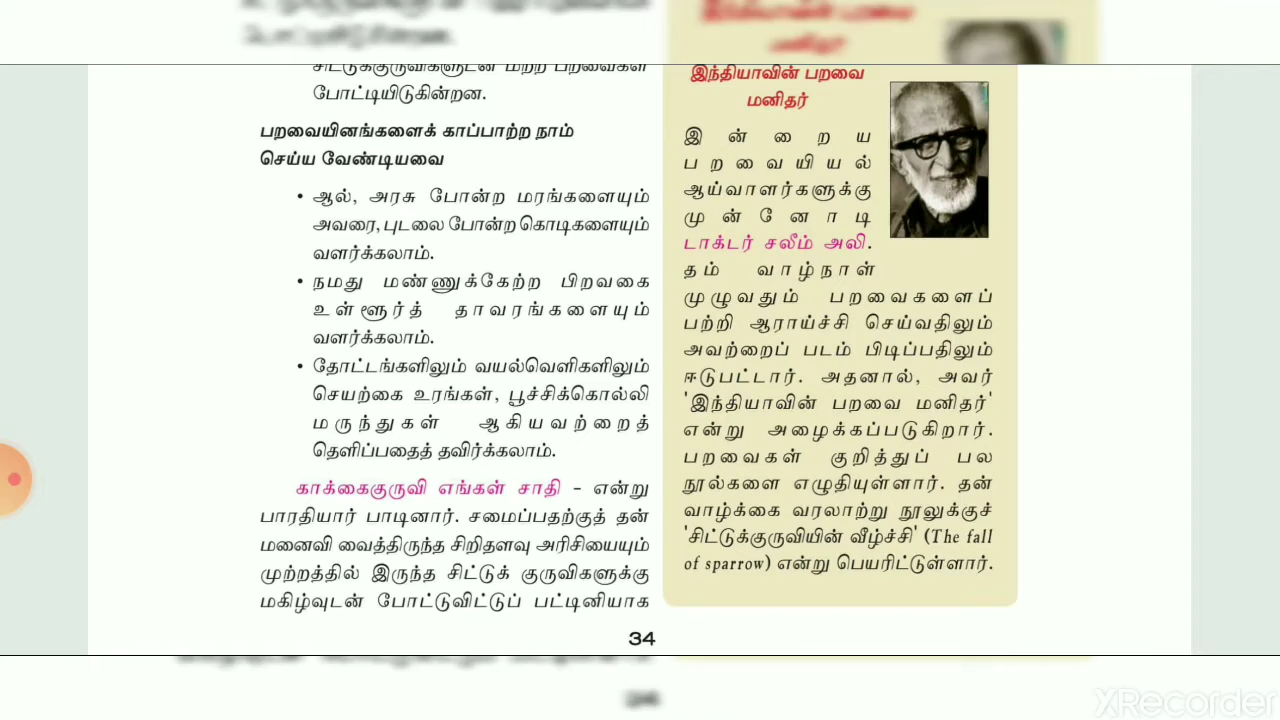 சிட்டுக்குருவிகளுடன் மற்ற பறவைகள்
போட்டியிடுகின்றன.
பறவையினங்களைக் காப்பாற்ற நாம்
செய்ய வேண்டியவை
• ஆல், அரசு போன்ற மரங்களையும்
அவரை, புடலை போன்ற கொடிகளையும்
வளர்க்கலாம்.
• நமது மண்ணுக்கேற்ற பிறவகை
உள்ளூர்த் தாவரங்களையும்
வளர்க்கலாம்.
• தோட்டங்களிலும் வயல்வெளிகளிலும்
செயற்கை உரங்கள், பூச்சிக்கொல்லி
மருந்துகள் ஆகியவற்றைத்
தெளிப்பதைத் தவிர்க்கலாம்.
காக்கைகுருவி எங்கள் சாதி - என்று
பாரதியார் பாடினார். சமைப்பதற்குத் தன்
மனைவி வைத்திருந்த சிறிதளவு அரிசியையும்
முற்றத்தில் இருந்த சிட்டுக் குருவிகளுக்கு
மகிழ்வுடன் போட்டுவிட்டுப் பட்டினியாக
இந்தியாவின் பறவை
மனிதர்
இன்றைய
பறவையியல்
ஆய்வாளர்களுக்கு
முன்னோடி
டாக்டர் சலீம் அலி.
தம் வாழ்நாள்
முழுவதும் பறவைகளைப்
பற்றி ஆராய்ச்சி செய்வதிலும்
அவற்றைப் படம் பிடிப்பதிலும்
ஈடுபட்டார். அதனால், அவர்
'இந்தியாவின் பறவை மனிதர்'
என்று அழைக்கப்படுகிறார்.
பறவைகள் குறித்துப் பல
நூல்களை எழுதியுள்ளார். தன்
வாழ்க்கை வரலாற்று நூலுக்குச்
'சிட்டுக்குருவியின் வீழ்ச்சி' (The fall
of sparrow) என்று பெயரிட்டுள்ளார்.
34
XRecorder